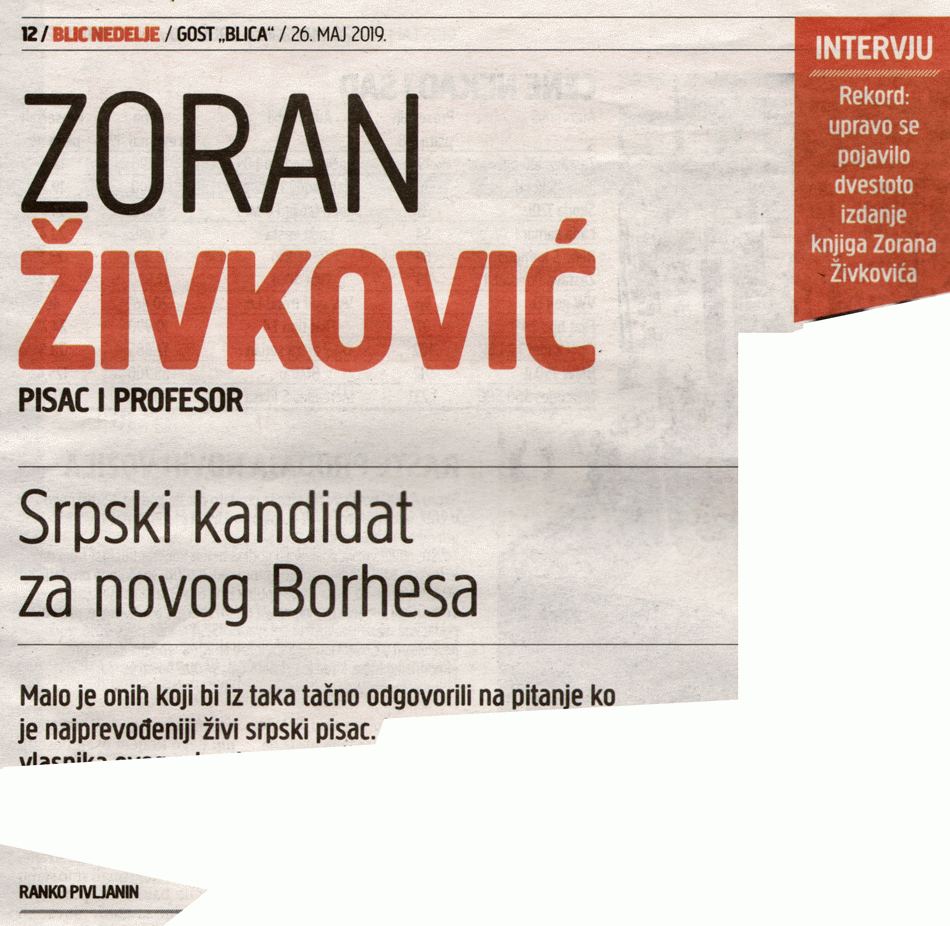 12 / BLIC NEDELJE / GOST „BLICA“ / 26. MAJ 2019.
INTERVJU
Rekord:
upravo se
pojavilo
dvestoto
izdanje
knjiga Zorana
Živkovića
ZORAN
ŽIVKOVIĆ
PISAC I PROFESOR
Srpski kandidat
za novog Borhesa
Malo je onih koji bi iz taka tačno odgovorili na pitanje ko
je najprevođeniji živi srpski pisac.
vlasnika
RANKO PIVLJANIN